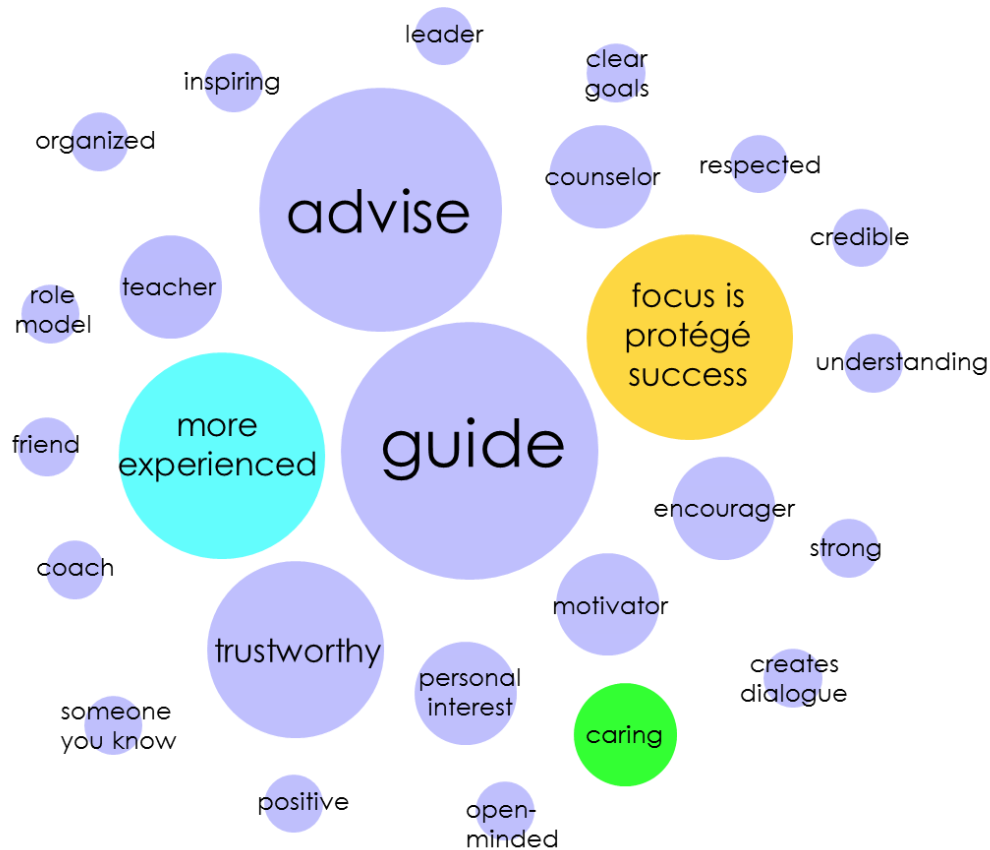 leader
clear
goals
inspiring
organized
respected
counselor
advise
credible
teacher
role
model
focus is
protégé
success
understanding
more
experienced
guide
friend
encourager
strong
coach
motivator
trustworthy
personal
interest
creates
dialogue
someone
you know
caring
positive
open-
minded